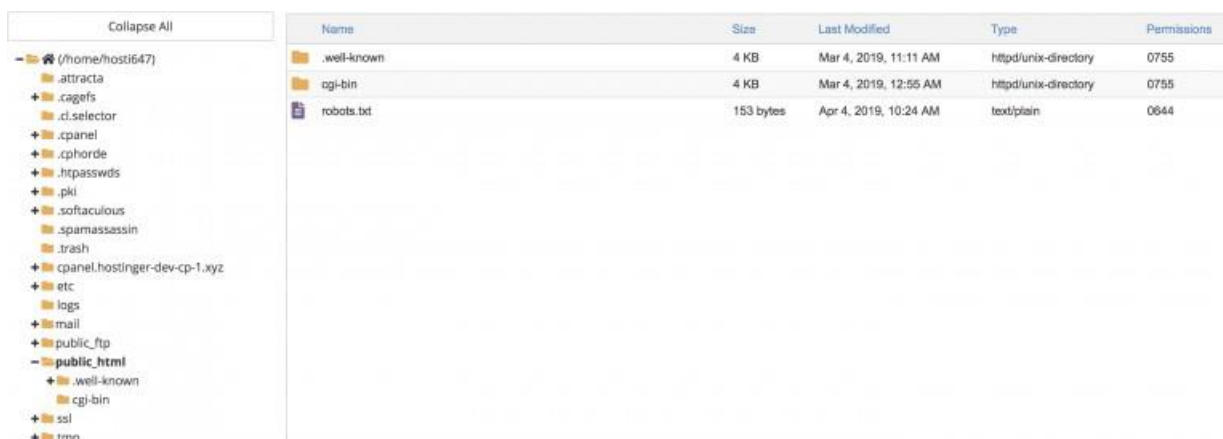 Collapse All
(/home/hosti647)
.attracta
.cagefs
.cl.selector
.cpanel
.cphorde
.htpasswds
.pki
.softaculous
.spamassassin
.trash
cpanel.hostinger-dev-cp-1.xyz
etc
logs
mail
public_ftp
public_html
.well-known
cgi-bin
ssl
tmp
Name Size Last Modified Type Permissions
.well-known 4 KB Mar 4, 2019, 11:11 AM httpd/unix-directory 0755
cgi-bin 4 KB Mar 4, 2019, 12:55 AM httpd/unix-directory 0755
robots.txt 153 bytes Apr 4, 2019, 10:24 AM text/plain 0644